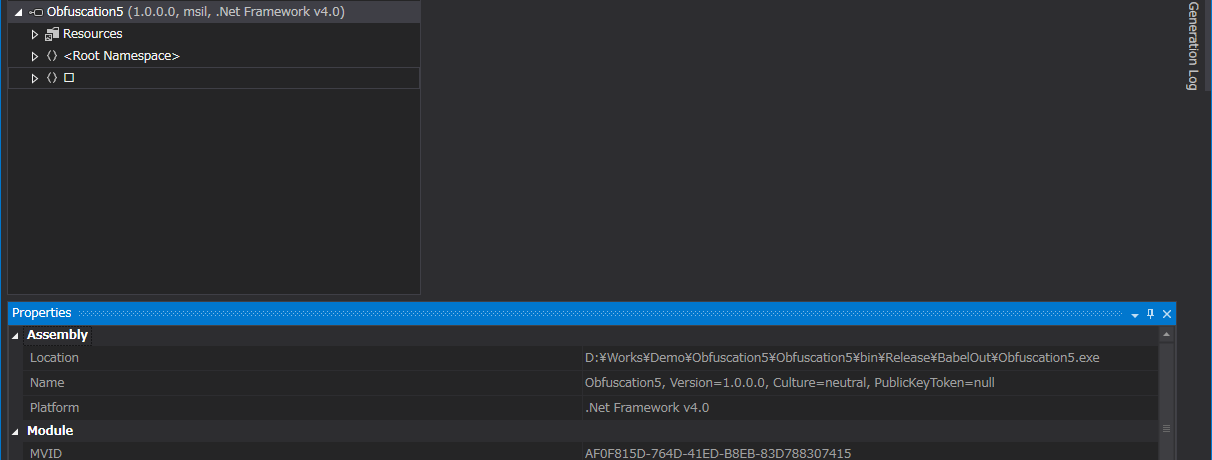 Obfuscation5 (1.0.0.0, msil, .Net Framework v4.0)
Resources
<Root Namespace>
Generation Log
Properties
Assembly
Location D:¥Works¥Demo¥Obfuscation5¥Obfuscation5¥bin¥Release¥BabelOut¥Obfuscation5.exe
Name Obfuscation5, Version=1.0.0.0, Culture=neutral, PublicKeyToken=null
Platform .Net Framework v4.0
Module
MVID AF0F815D-764D-41ED-B8EB-83D788307415